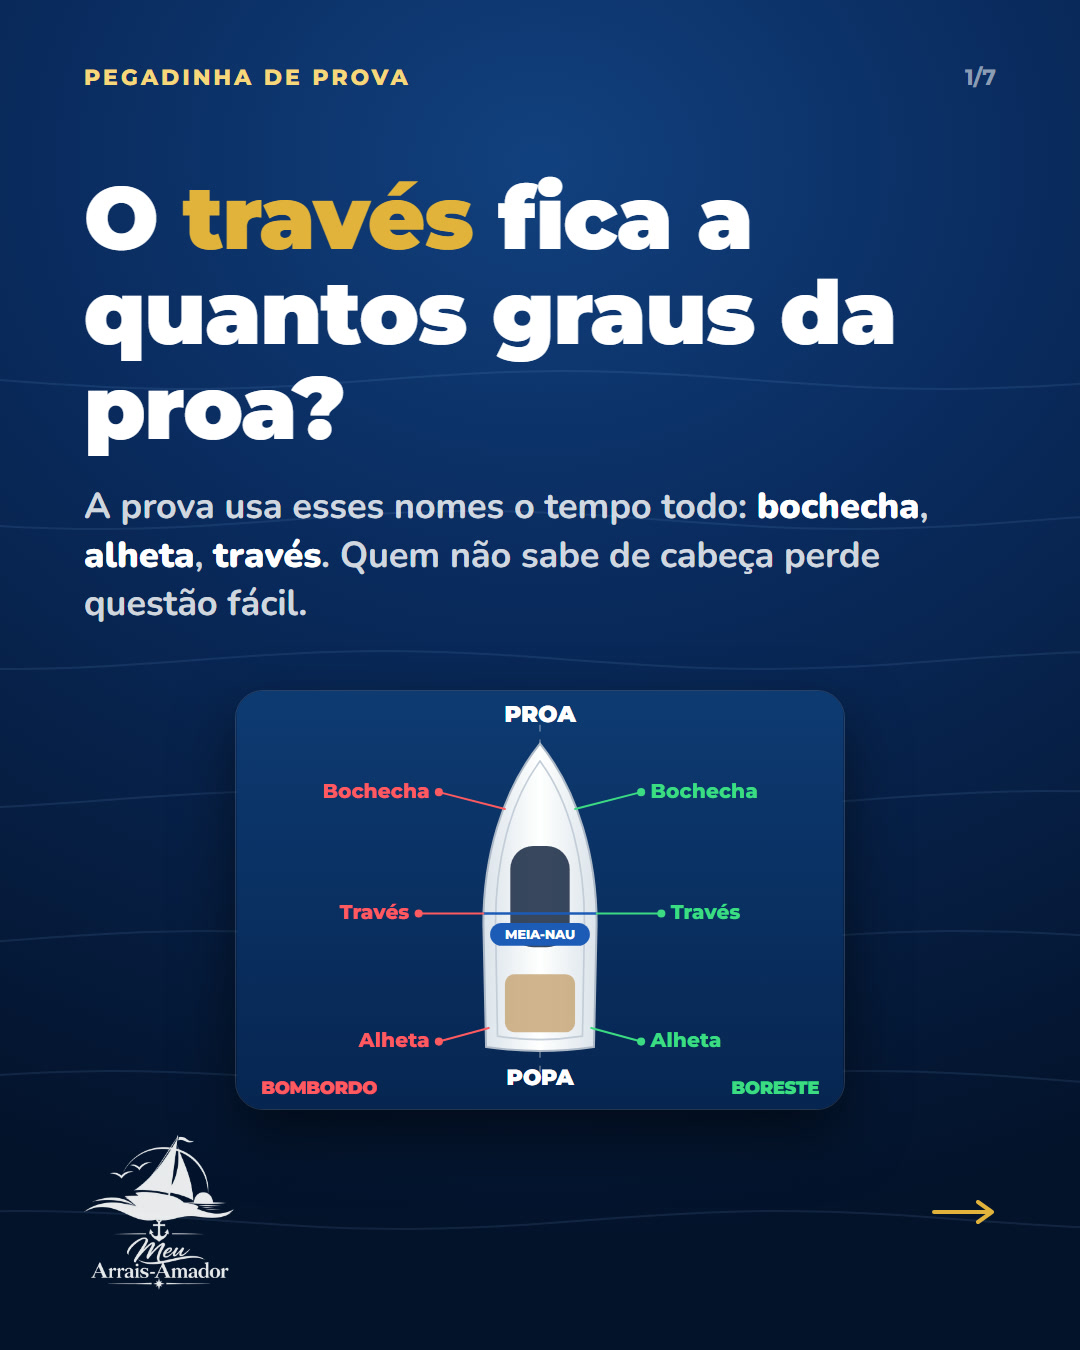 PEGADINHA DE PROVA
1/7
O través fica a
quantos graus da
proa?
A prova usa esses nomes o tempo todo: bochecha,
alheta, través. Quem não sabe de cabeça perde
questão fácil.
PROA
Bochecha
Bochecha
Través
Través
MEIA-NAU
Alheta
Alheta
POPA
BOMBORDO
BORESTE
Meu
Arrais-Amador